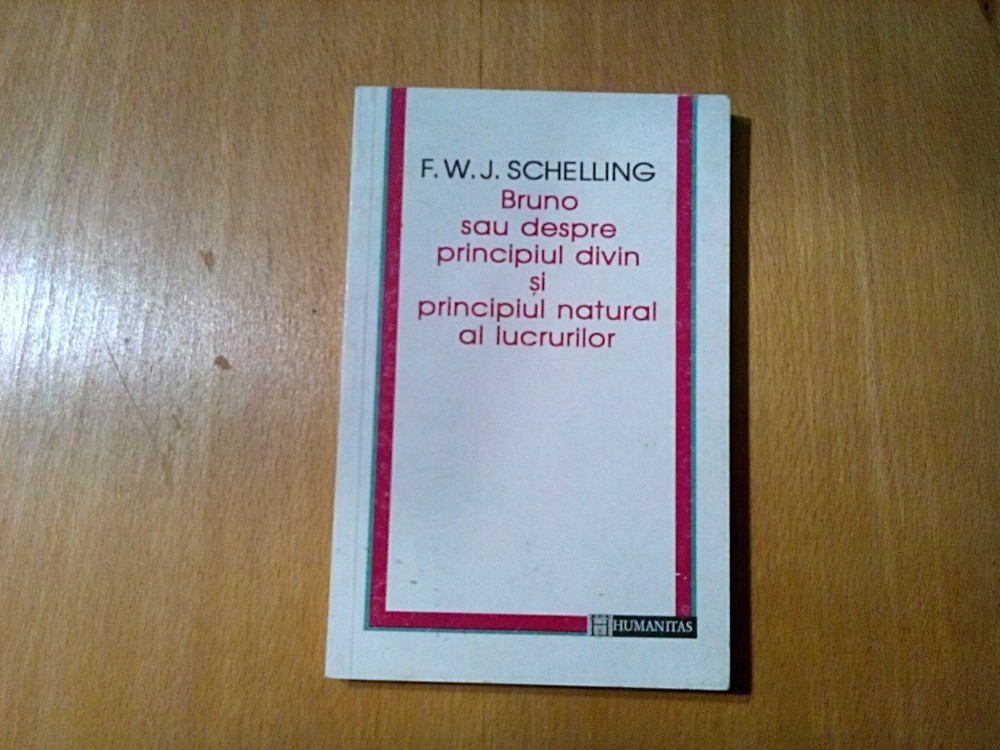 F. W. J. SCHELLING
Bruno
sau despre
principiul divin
și
principiul natural
al lucrurilor
HUMANITAS